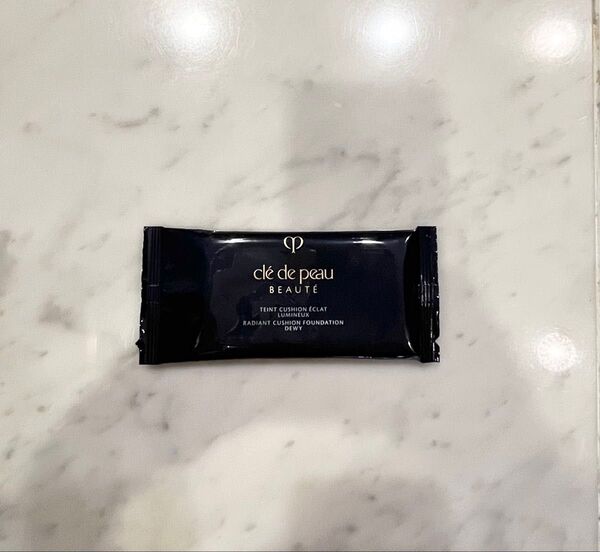 clé de peau
BEAUTÉ
TEINT CUSHION ÉCLAT
LUMINEUX
RADIANT CUSHION FOUNDATION
DEWY